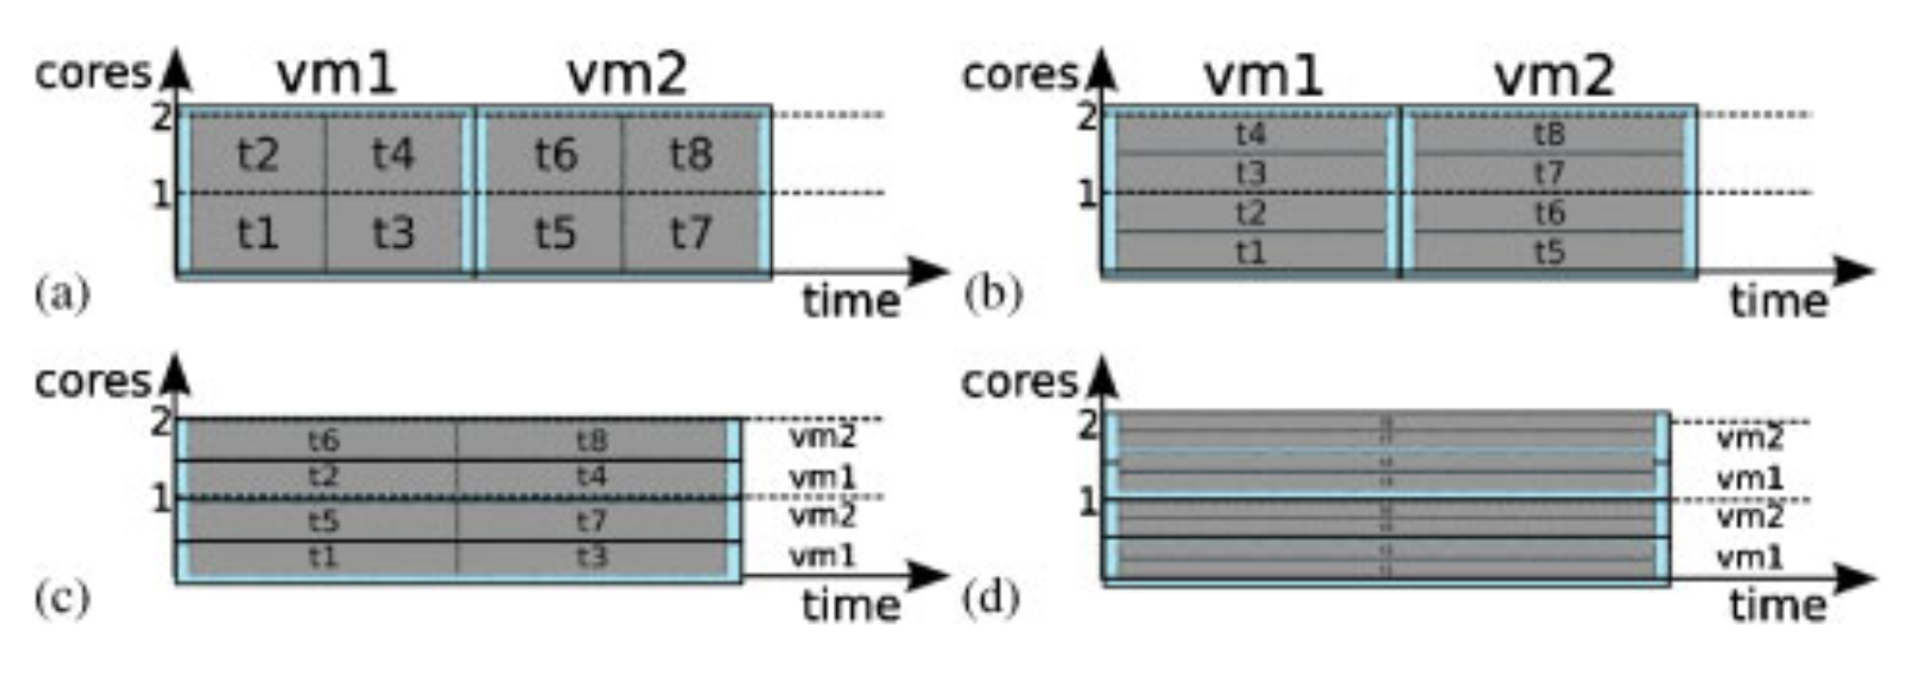 cores vm1 vm2
2
t2 t4 t6 t8
1
t1 t3 t5 t7
(a) time
cores vm1 vm2
2
t4 t8
t3 t7
1
t2 t6
t1 t5
(b) time
cores
2
t6 t8 vm2
t2 t4 vm1
1
t5 t7 vm2
t1 t3 vm1
(c) time
cores
2
vm2
vm1
1
vm2
vm1
(d) time